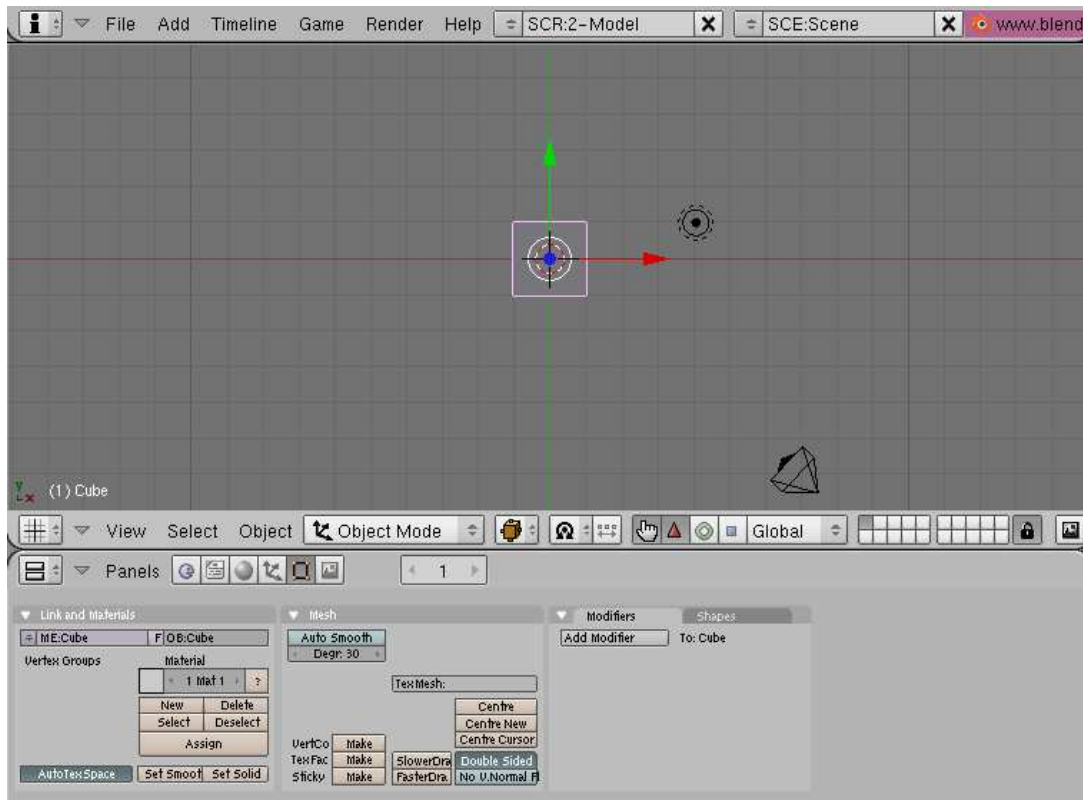 File Add Timeline Game Render Help SCR:2-Model SCE:Scene www.blend
y
x (1) Cube
View Select Object Object Mode Global
Panels 1
Link and Materials
ME:Cube F OB:Cube
Vertex Groups Material
1 Mat 1 ?
New Delete
Select Deselect
Assign
AutoTexSpace Set Smoot Set Solid
Mesh
Auto Smooth
Degr: 30
TexMesh:
Centre
Centre New
Centre Cursor
VertCo Make
TexFac Make SlowerDra Double Sided
Sticky Make FasterDra. No V.Normal Fl
Modifiers Shapes
Add Modifier To: Cube